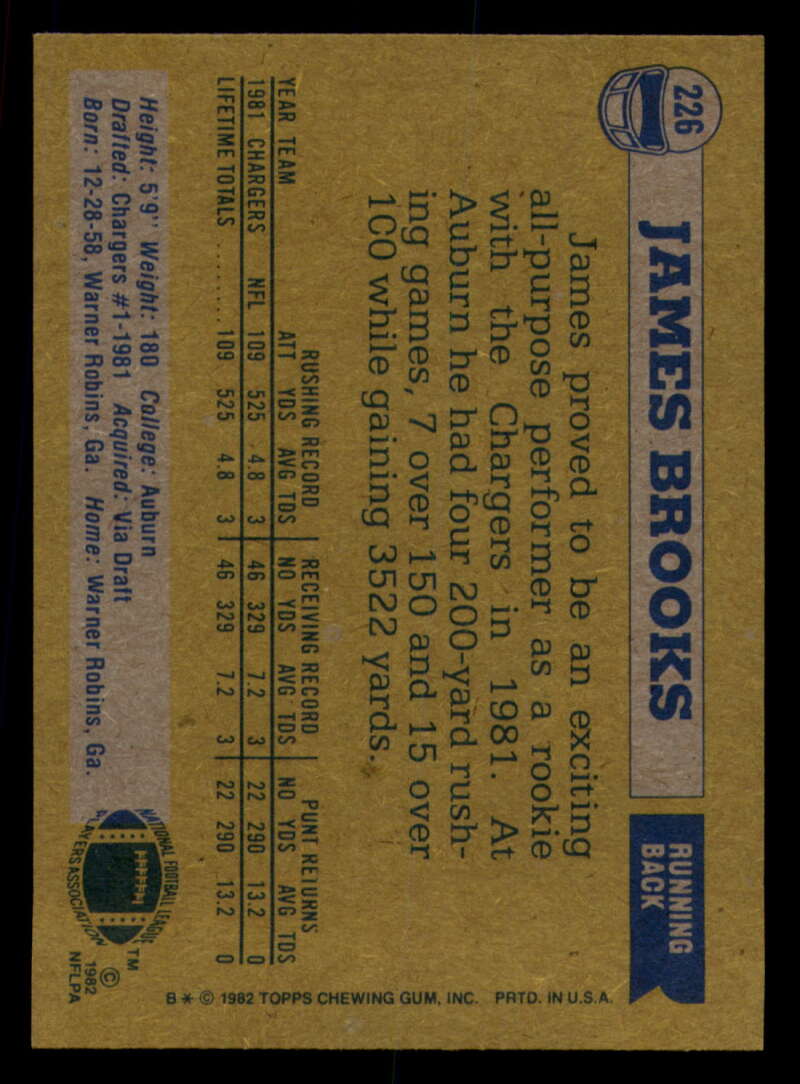 226
JAMES BROOKS
RUNNING
BACK
James proved to be an exciting
all-purpose performer as a rookie
with the Chargers in 1981. At
Auburn he had four 200-yard rush-
ing games, 7 over 150 and 15 over
100 while gaining 3522 yards.
RUSHING RECORD RECEIVING RECORD PUNT RETURNS
YEAR TEAM ATT YDS AVG TDS NO YDS AVG TDS NO YDS AVG TDS
1981 CHARGERS NFL 109 525 4.8 3 46 329 7.2 3 22 290 13.2 0
LIFETIME TOTALS ........ 109 525 4.8 3 46 329 7.2 3 22 290 13.2 0
Height: 5'9" Weight: 180 College: Auburn
Drafted: Chargers #1-1981 Acquired: Via Draft
Born: 12-28-58, Warner Robins, Ga. Home: Warner Robins, Ga.
NATIONAL FOOTBALL LEAGUE
PLAYERS ASSOCIATION
NFLPA
TM
© 1982
NFLPA
B * © 1982 TOPPS CHEWING GUM, INC. PRTD. IN U.S.A.